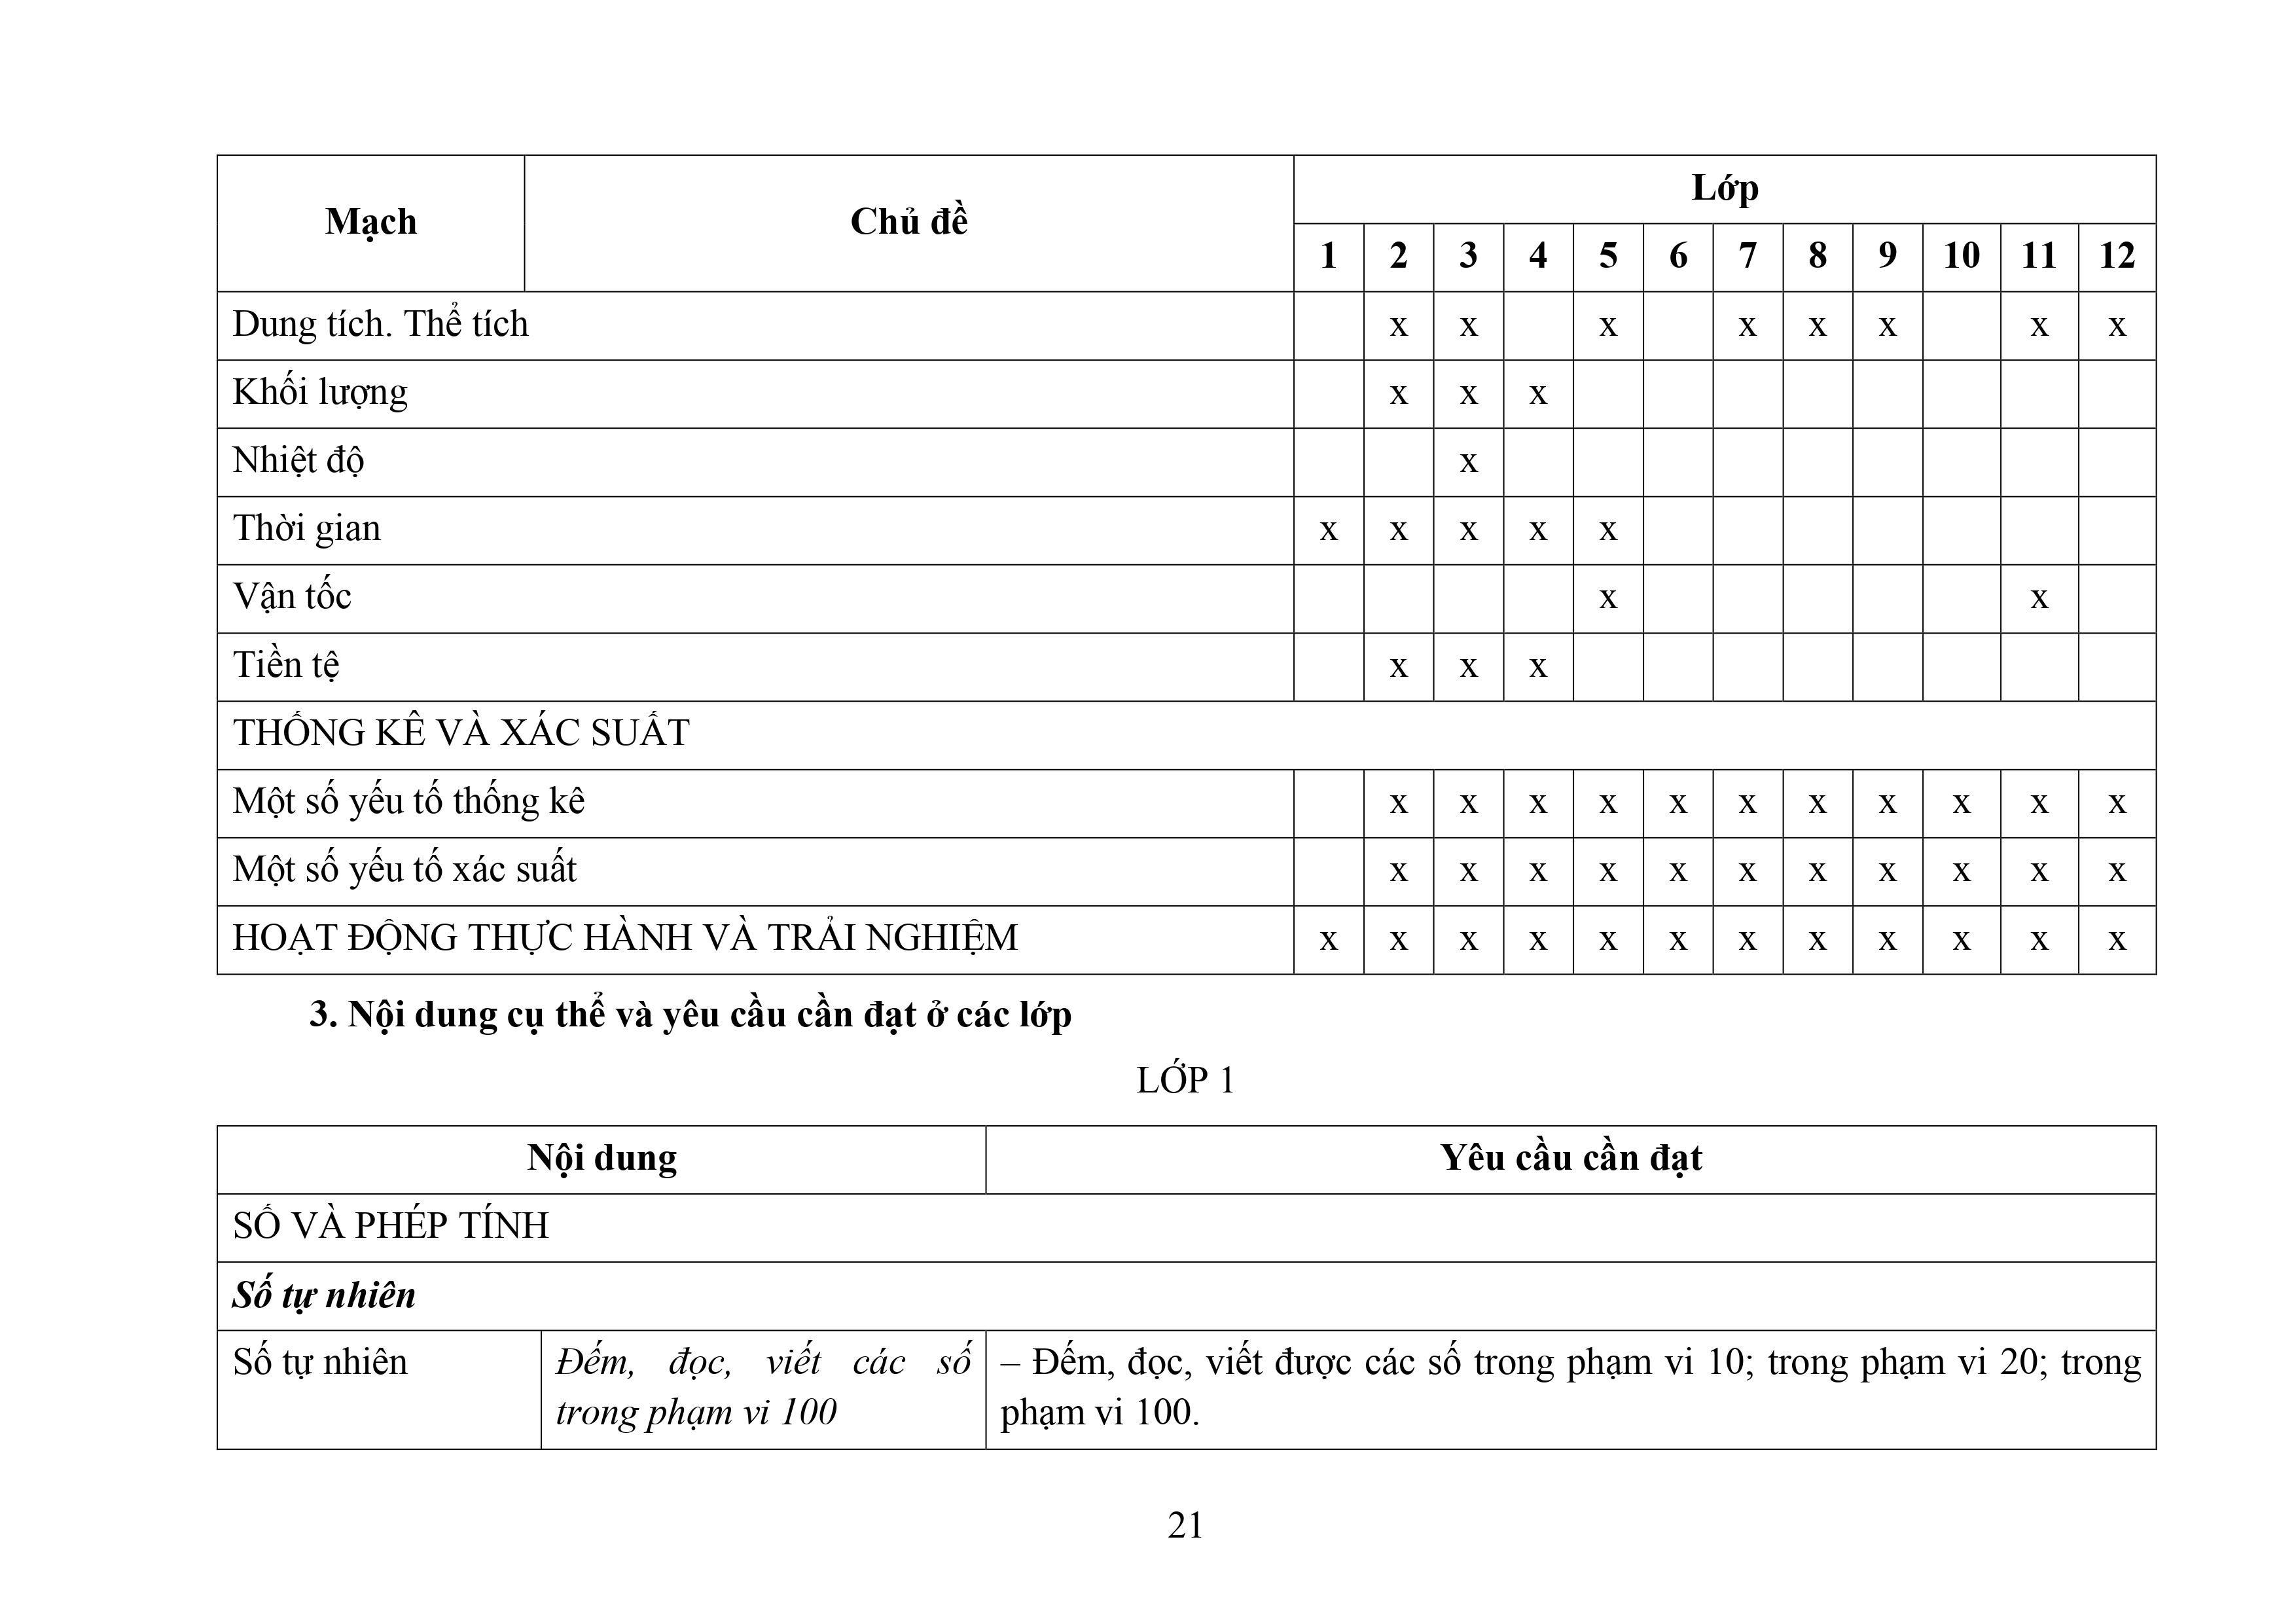 Mạch Chủ đề Lớp
1 2 3 4 5 6 7 8 9 10 11 12
Dung tích. Thể tích x x x x x x x x
Khối lượng x x x
Nhiệt độ x
Thời gian x x x x x
Vận tốc x x
Tiền tệ x x x
THỐNG KÊ VÀ XÁC SUẤT
Một số yếu tố thống kê x x x x x x x x x x x
Một số yếu tố xác suất x x x x x x x x x x x
HOẠT ĐỘNG THỰC HÀNH VÀ TRẢI NGHIỆM x x x x x x x x x x x x
3. Nội dung cụ thể và yêu cầu cần đạt ở các lớp
LỚP 1
Nội dung Yêu cầu cần đạt
SỐ VÀ PHÉP TÍNH
Số tự nhiên
Số tự nhiên Đếm, đọc, viết các số – Đếm, đọc, viết được các số trong phạm vi 10; trong phạm vi 20; trong
trong phạm vi 100 phạm vi 100.
21